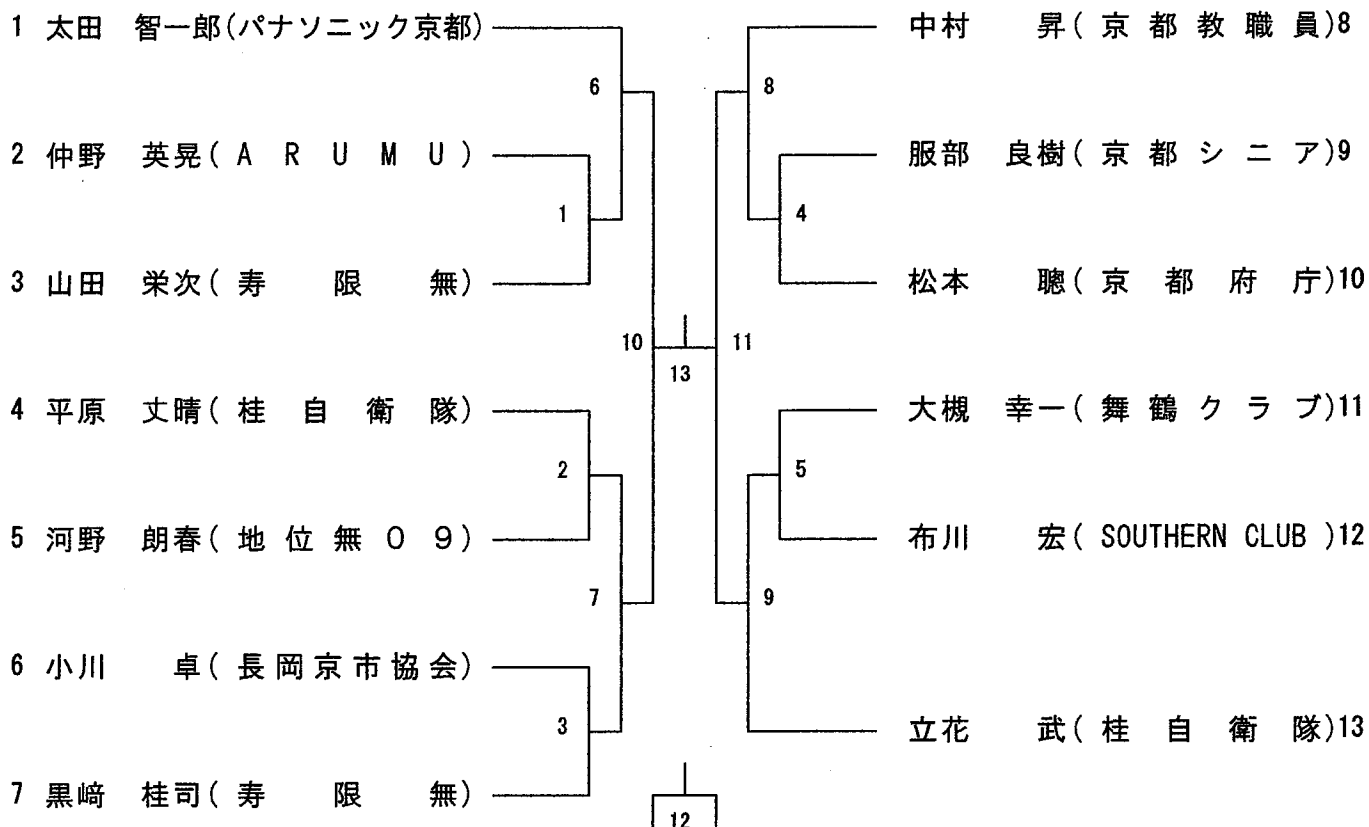 1 太田 智一郎(パナソニック京都)
中村 昇(京都教職員)8
6
8
2 仲野 英晃(ARUMU)
服部 良樹(京都シニア)9
1
4
3 山田 栄次(寿限無)
松本 聰(京都府庁)10
10
11
13
4 平原 丈晴(桂自衛隊)
大槻 幸一(舞鶴クラブ)11
2
5
5 河野 朗春(地位無09)
布川 宏(SOUTHERN CLUB)12
7
9
6 小川 卓(長岡京市協会)
3
立花 武(桂自衛隊)13
7 黒﨑 桂司(寿限無)
12